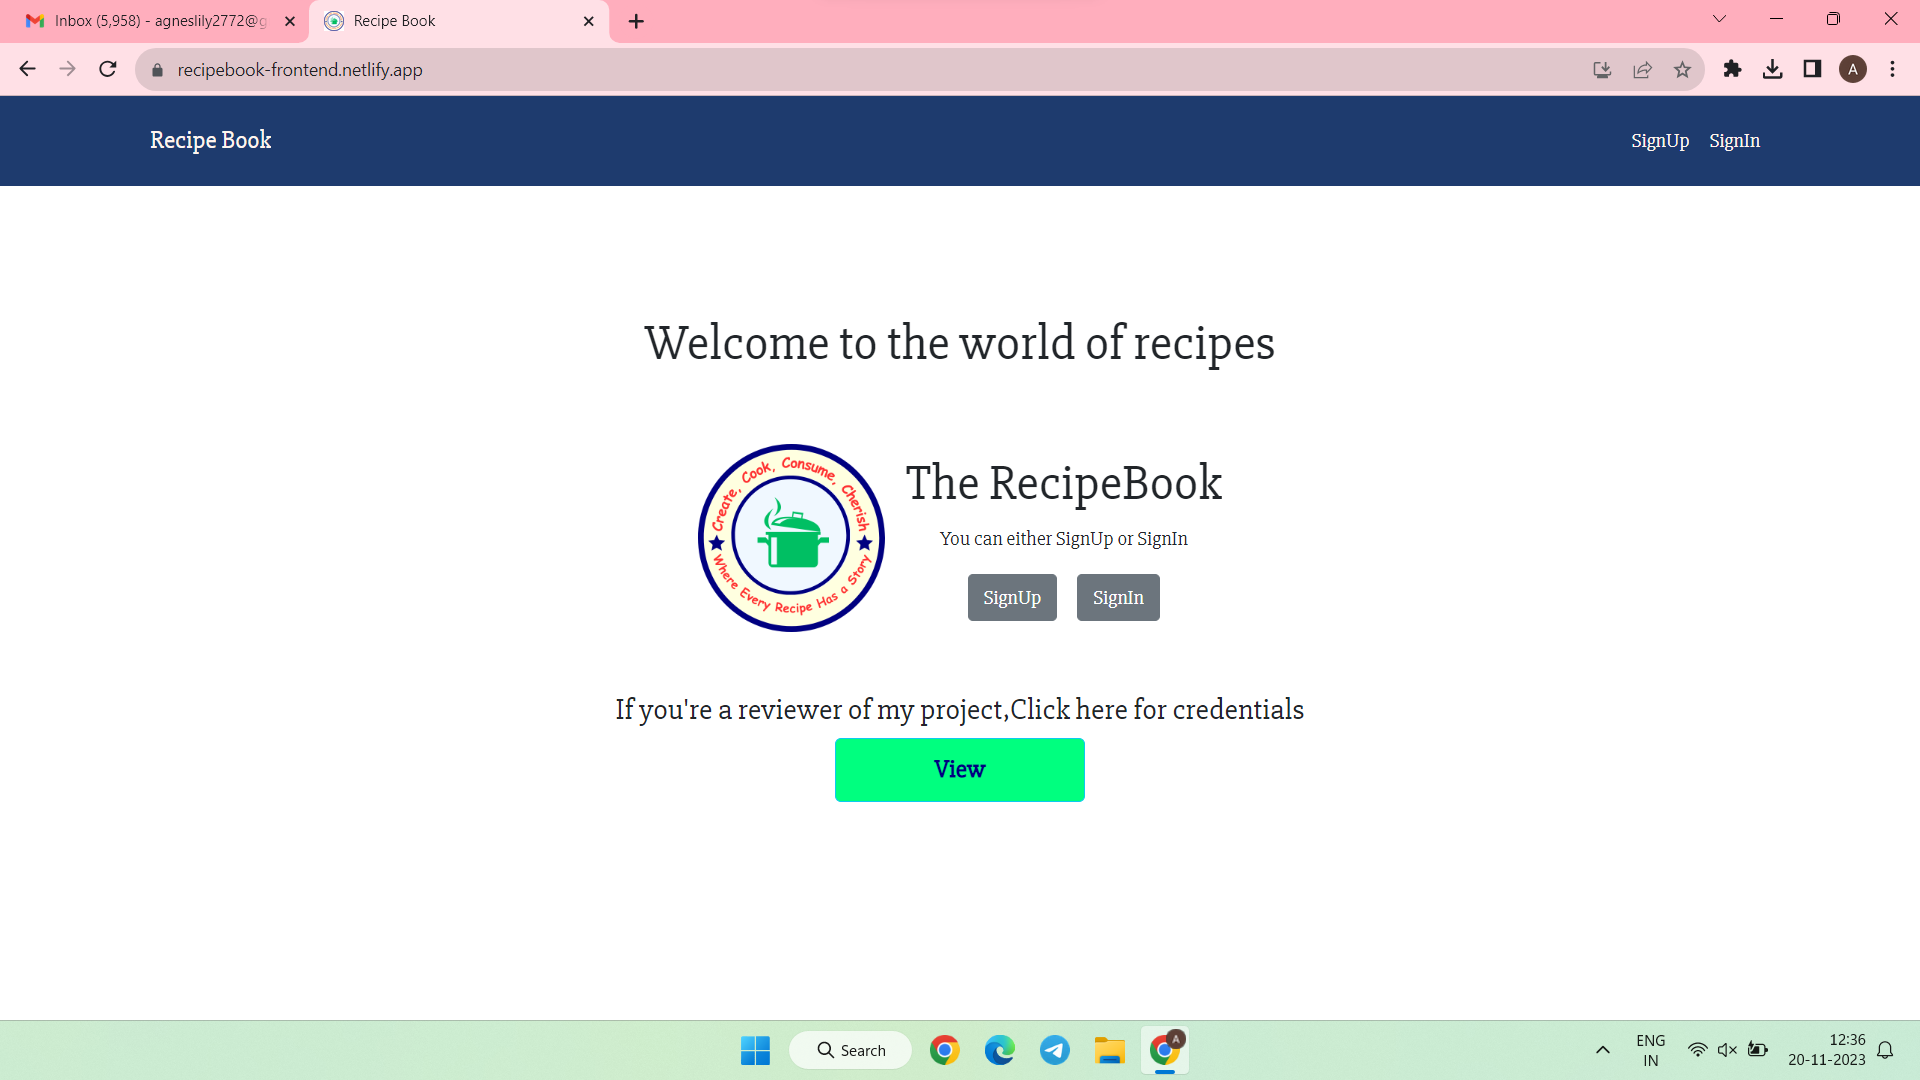 Inbox (5,958) - agneslily2772@g
Recipe Book
recipebook-frontend.netlify.app
A
Recipe Book
SignUp
SignIn
Welcome to the world of recipes
Create, Cook, Consume, Cherish
Where Every Recipe Has a Story
The RecipeBook
You can either SignUp or SignIn
SignUp
SignIn
If you're a reviewer of my project,Click here for credentials
View
Search
A
ENG
IN
12:36
20-11-2023